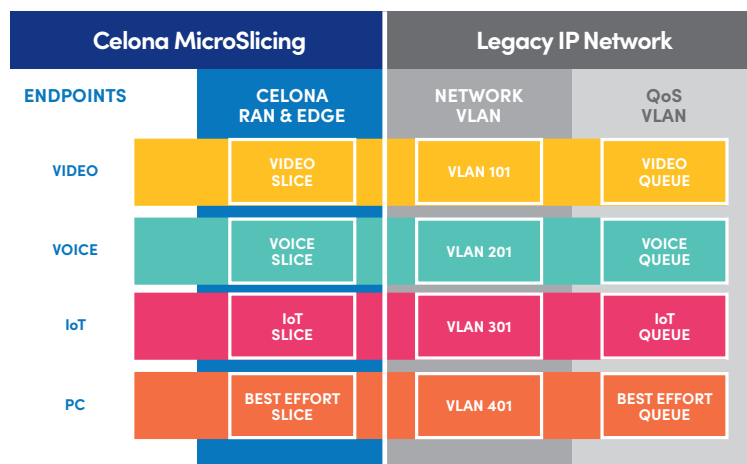 Celona MicroSlicing
Legacy IP Network
ENDPOINTS
CELONA
RAN & EDGE
NETWORK
VLAN
QoS
VLAN
VIDEO
VIDEO
SLICE
VLAN 101
VIDEO
QUEUE
VOICE
VOICE
SLICE
VLAN 201
VOICE
QUEUE
IoT
IoT
SLICE
VLAN 301
IoT
QUEUE
PC
BEST EFFORT
SLICE
VLAN 401
BEST EFFORT
QUEUE